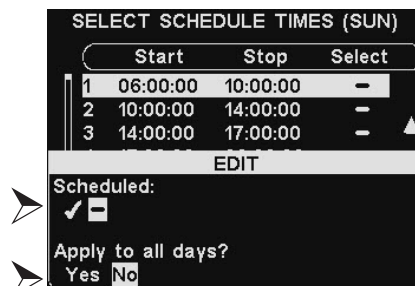 SELECT SCHEDULE TIMES (SUN)
Start Stop Select
1 06:00:00 10:00:00 -
2 10:00:00 14:00:00 -
3 14:00:00 17:00:00 -
EDIT
Scheduled:
✓ -
Apply to all days?
Yes No